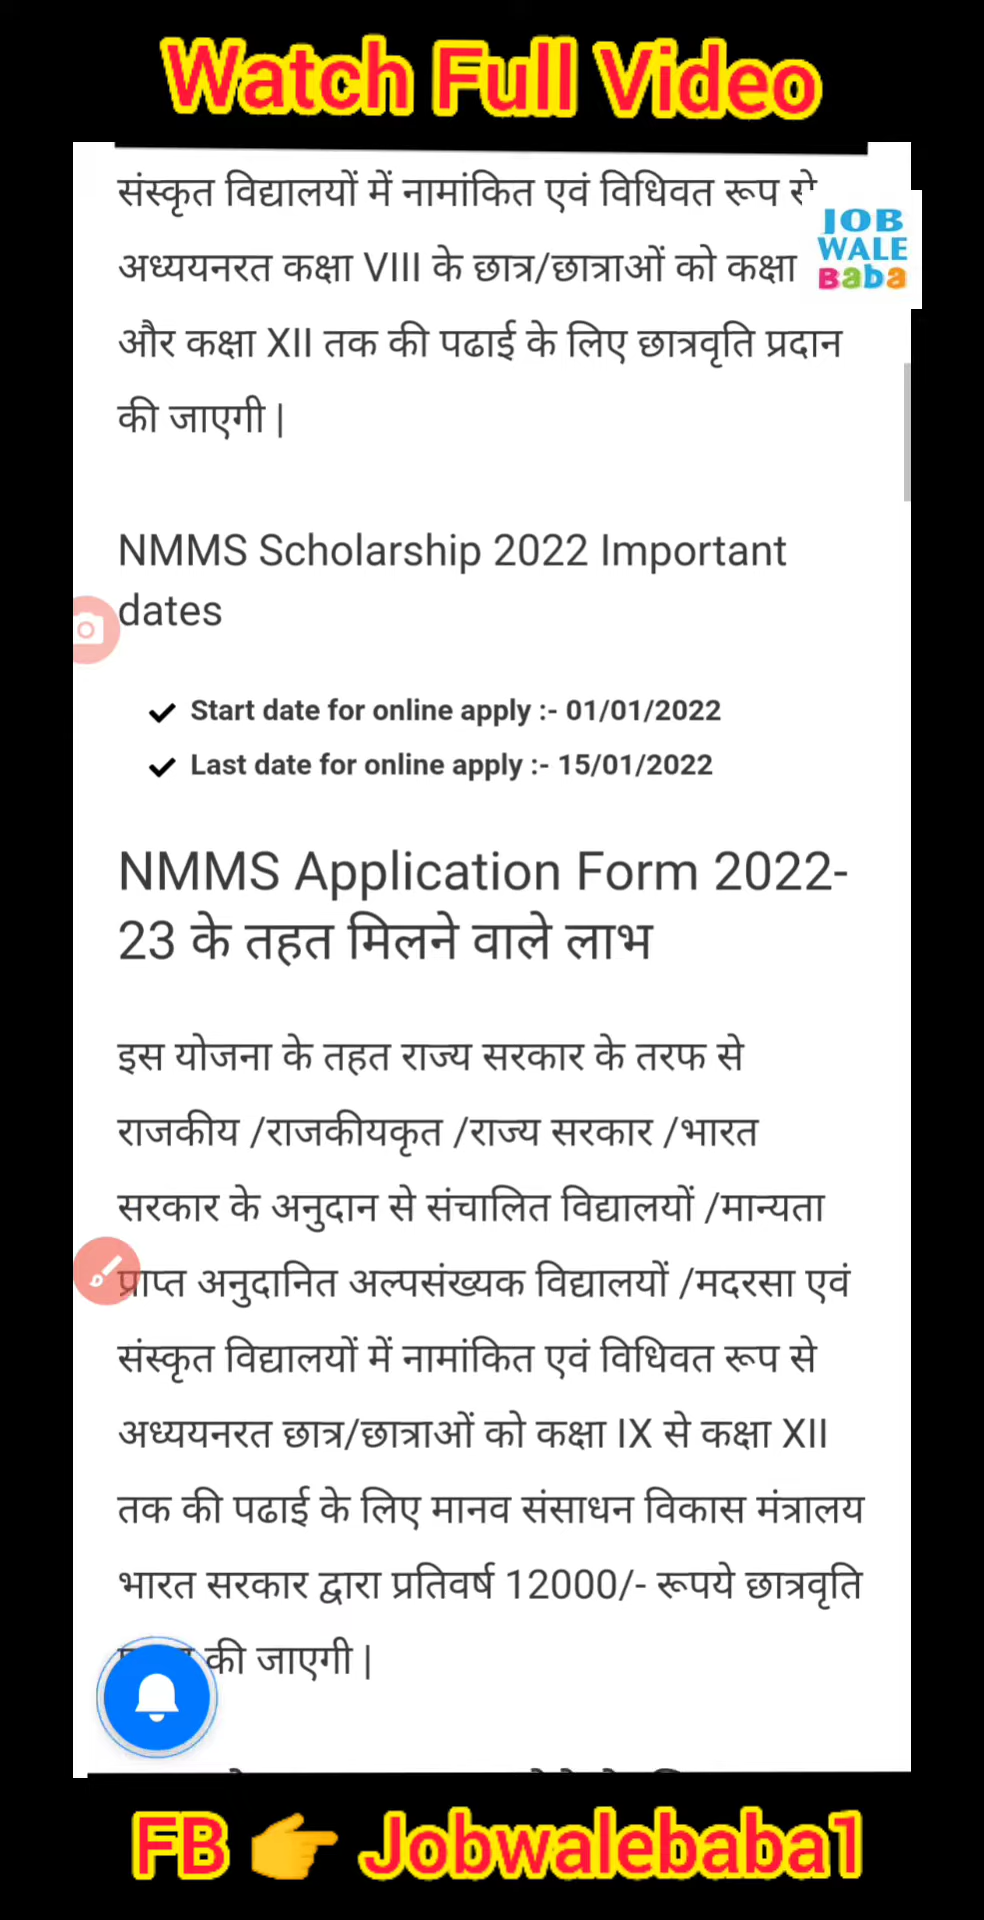 Watch Full Video
संस्कृत विद्यालयों में नामांकित एवं विधिवत रूप से
JOB
WALE
Baba
अध्ययनरत कक्षा VIII के छात्र/छात्राओं को कक्षा
और कक्षा XII तक की पढाई के लिए छात्रवृति प्रदान
की जाएगी |
NMMS Scholarship 2022 Important
dates
Start date for online apply :- 01/01/2022
Last date for online apply :- 15/01/2022
NMMS Application Form 2022-
23 के तहत मिलने वाले लाभ
इस योजना के तहत राज्य सरकार के तरफ से
राजकीय /राजकीयकृत /राज्य सरकार /भारत
सरकार के अनुदान से संचालित विद्यालयों /मान्यता
प्राप्त अनुदानित अल्पसंख्यक विद्यालयों /मदरसा एवं
संस्कृत विद्यालयों में नामांकित एवं विधिवत रूप से
अध्ययनरत छात्र/छात्राओं को कक्षा IX से कक्षा XII
तक की पढाई के लिए मानव संसाधन विकास मंत्रालय
भारत सरकार द्वारा प्रतिवर्ष 12000/- रूपये छात्रवृति
की जाएगी |
FB 👉 Jobwalebaba1